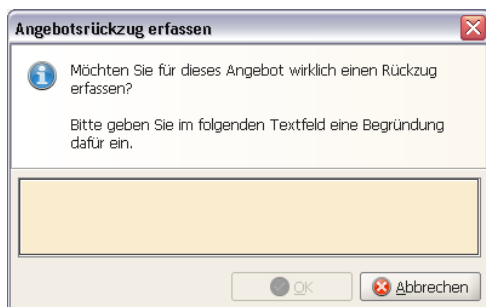 Angebotsrückzug erfassen
Möchten Sie für dieses Angebot wirklich einen Rückzug
erfassen?
Bitte geben Sie im folgenden Textfeld eine Begründung
dafür ein.
OK
Abbrechen